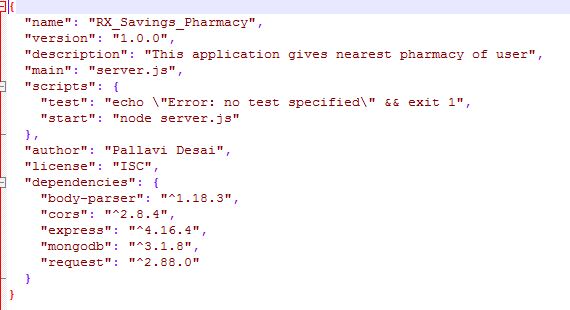 {
"name": "RX_Savings_Pharmacy",
"version": "1.0.0",
"description": "This application gives nearest pharmacy of user",
"main": "server.js",
"scripts": {
"test": "echo \"Error: no test specified\" && exit 1",
"start": "node server.js"
},
"author": "Pallavi Desai",
"license": "ISC",
"dependencies": {
"body-parser": "^1.18.3",
"cors": "^2.8.4",
"express": "^4.16.4",
"mongodb": "^3.1.8",
"request": "^2.88.0"
}
}